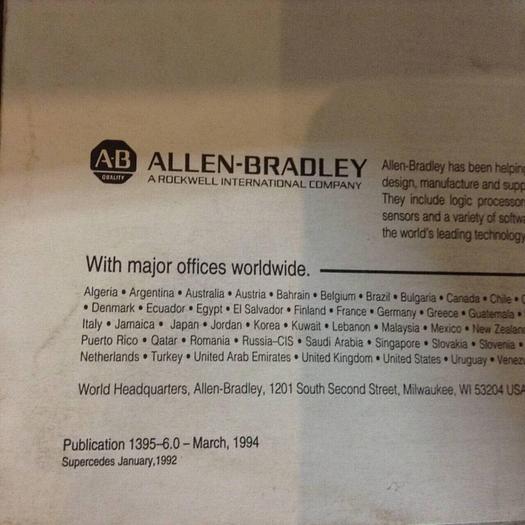 A-B
QUALITY
ALLEN-BRADLEY
A ROCKWELL INTERNATIONAL COMPANY
Allen-Bradley has been helping
design, manufacture and supp
They include logic processor
sensors and a variety of softwa
the world's leading technology
With major offices worldwide.
Algeria • Argentina • Australia • Austria • Bahrain • Belgium • Brazil • Bulgaria • Canada • Chile •
• Denmark • Ecuador • Egypt • El Salvador • Finland • France • Germany • Greece • Guatemala •
Italy • Jamaica • Japan • Jordan • Korea • Kuwait • Lebanon • Malaysia • Mexico • New Zealan
Puerto Rico • Qatar • Romania • Russia–CIS • Saudi Arabia • Singapore • Slovakia • Slovenia •
Netherlands • Turkey • United Arab Emirates • United Kingdom • United States • Uruguay • Venezu
World Headquarters, Allen-Bradley, 1201 South Second Street, Milwaukee, WI 53204 USA
Publication 1395–6.0 – March, 1994
Supercedes January,1992